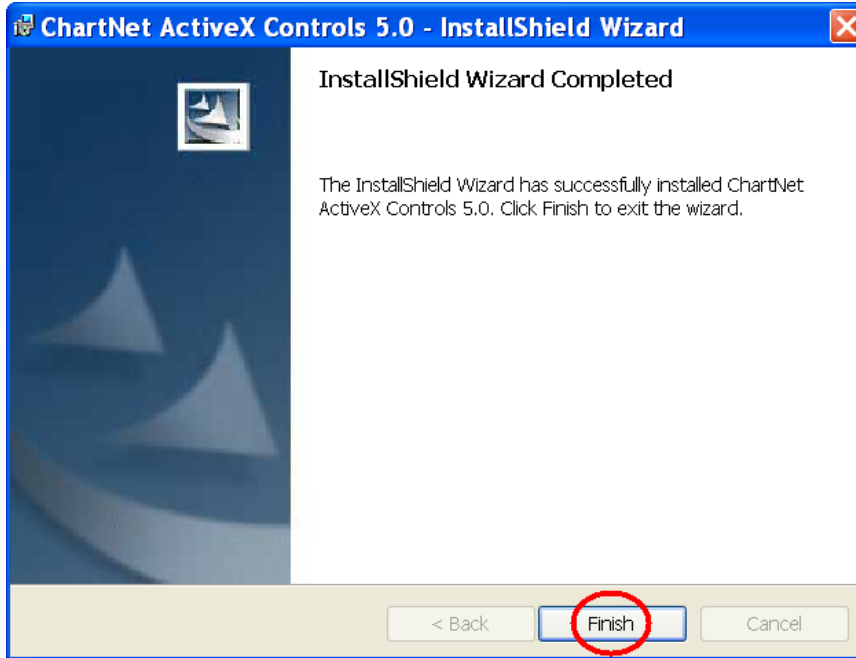 ChartNet ActiveX Controls 5.0 - InstallShield Wizard
InstallShield Wizard Completed
The InstallShield Wizard has successfully installed ChartNet
ActiveX Controls 5.0. Click Finish to exit the wizard.
< Back
Finish
Cancel